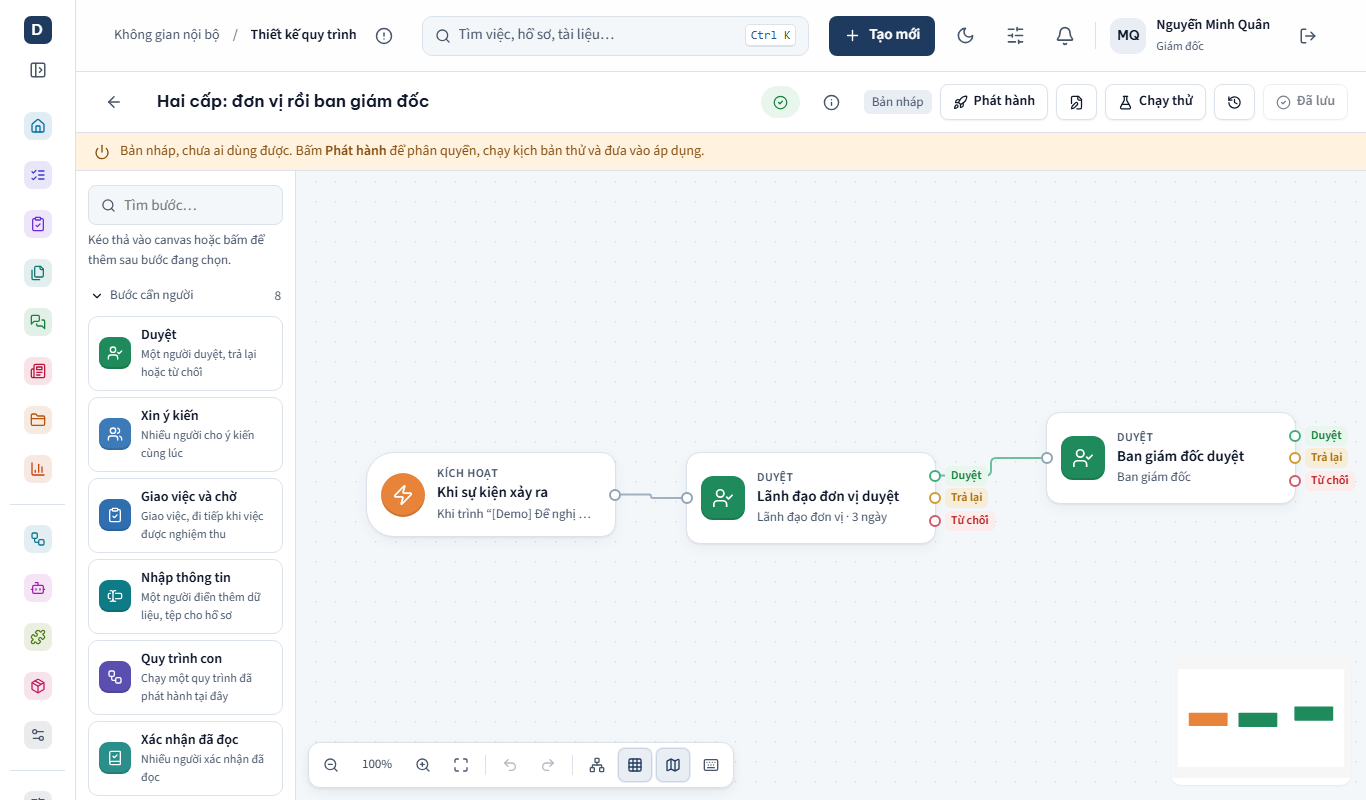 D
Không gian nội bộ / Thiết kế quy trình
Tìm việc, hồ sơ, tài liệu… Ctrl K
Tạo mới
MQ
Nguyễn Minh Quân
Giám đốc
Hai cấp: đơn vị rồi ban giám đốc
Bản nháp
Phát hành
Chạy thử
Đã lưu
Bản nháp, chưa ai dùng được. Bấm Phát hành để phân quyền, chạy kịch bản thử và đưa vào áp dụng.
Tìm bước…
Kéo thả vào canvas hoặc bấm để
thêm sau bước đang chọn.
Bước cần người 8
Duyệt
Một người duyệt, trả lại
hoặc từ chối
Xin ý kiến
Nhiều người cho ý kiến
cùng lúc
Giao việc và chờ
Giao việc, đi tiếp khi việc
được nghiệm thu
Nhập thông tin
Một người điền thêm dữ
liệu, tệp cho hồ sơ
Quy trình con
Chạy một quy trình đã
phát hành tại đây
Xác nhận đã đọc
Nhiều người xác nhận đã
đọc
KÍCH HOẠT
Khi sự kiện xảy ra
Khi trình “[Demo] Đề nghị …
DUYỆT
Lãnh đạo đơn vị duyệt
Lãnh đạo đơn vị · 3 ngày
Duyệt
Trả lại
Từ chối
DUYỆT
Ban giám đốc duyệt
Ban giám đốc
Duyệt
Trả lại
Từ chối
100%